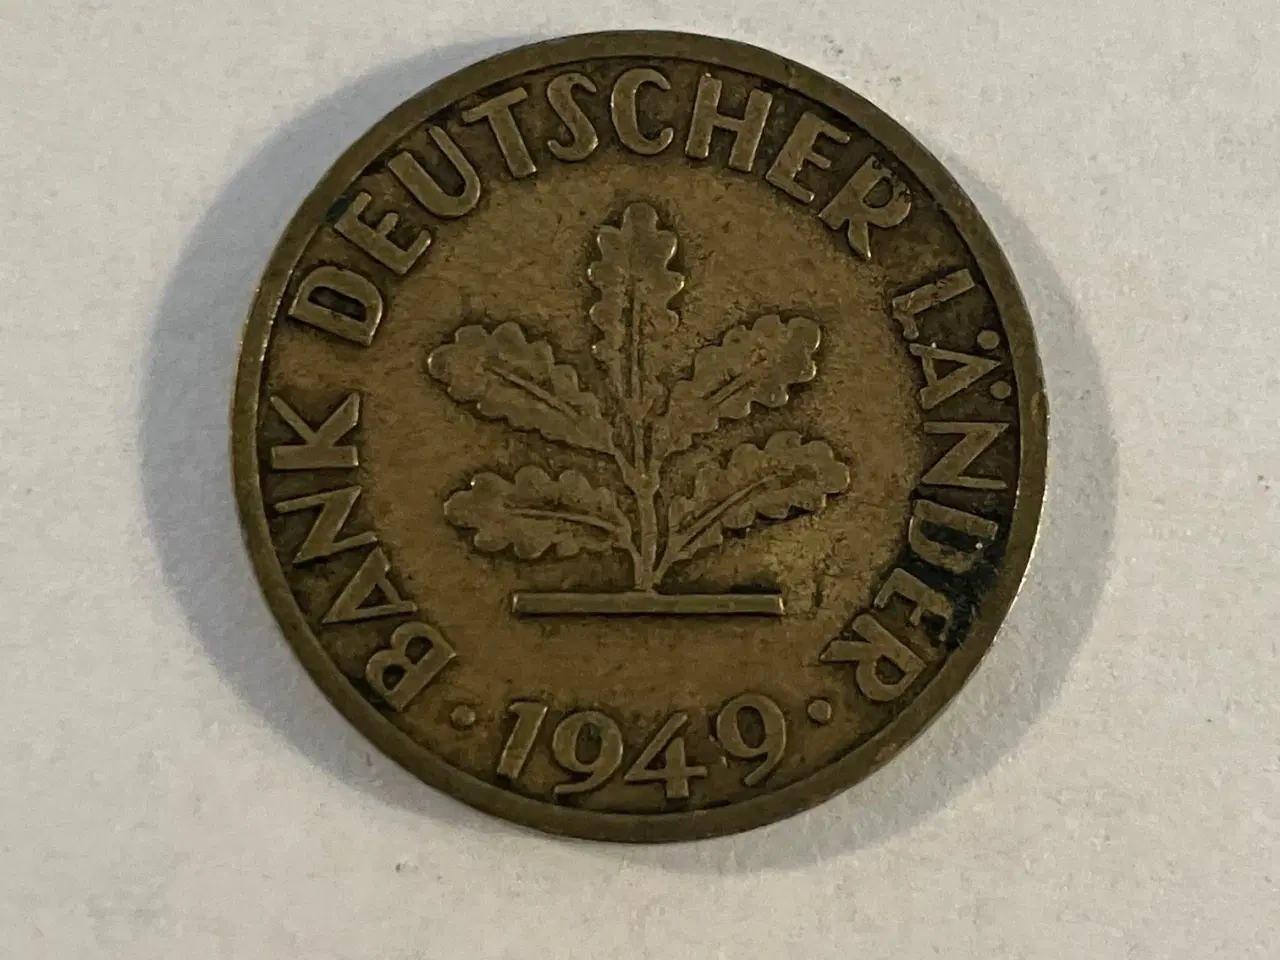 BANK DEUTSCHER LÄNDER
· 1949 ·